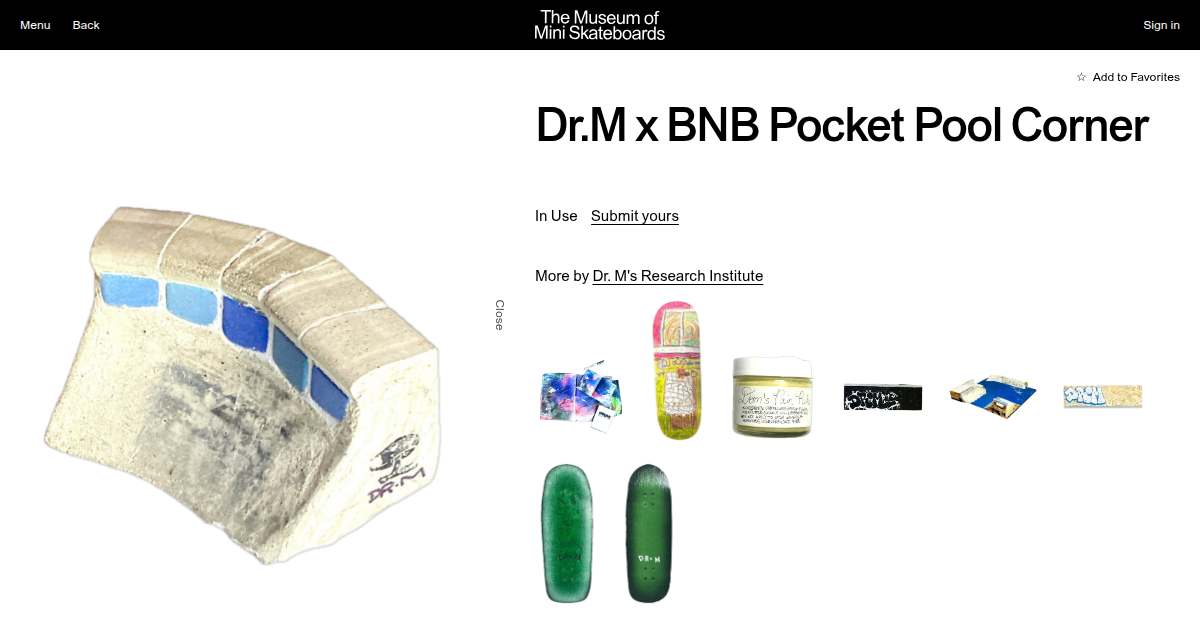 Menu
Back
The Museum of
Mini Skateboards
Sign in
☆ Add to Favorites
Dr.M x BNB Pocket Pool Corner
In Use Submit yours
More by Dr. M's Research Institute
Close
DR·M
DR·M